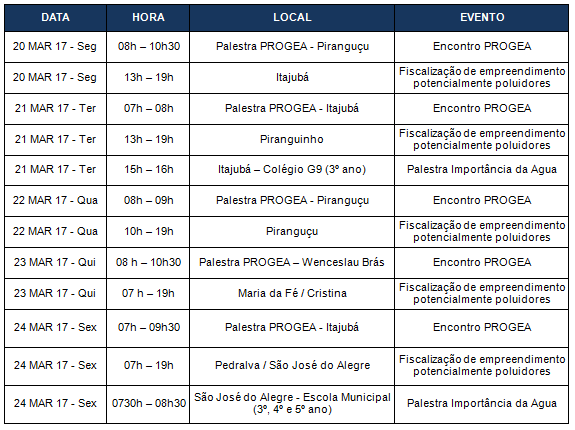 DATA HORA LOCAL EVENTO
20 MAR 17 - Seg 08h – 10h30 Palestra PROGEA - Piranguçu Encontro PROGEA
20 MAR 17 - Seg 13h – 19h Itajubá Fiscalização de empreendimento
potencialmente poluidores
21 MAR 17 - Ter 07h – 08h Palestra PROGEA - Itajubá Encontro PROGEA
21 MAR 17 - Ter 13h – 19h Piranguinho Fiscalização de empreendimento
potencialmente poluidores
21 MAR 17 - Ter 15h – 16h Itajubá – Colégio G9 (3º ano) Palestra Importância da Agua
22 MAR 17 - Qua 08h – 09h Palestra PROGEA - Piranguçu Encontro PROGEA
22 MAR 17 - Qua 10h – 19h Piranguçu Fiscalização de empreendimento
potencialmente poluidores
23 MAR 17 - Qui 08 h – 10h30 Palestra PROGEA – Wenceslau Brás Encontro PROGEA
23 MAR 17 - Qui 07 h – 19h Maria da Fé / Cristina Fiscalização de empreendimento
potencialmente poluidores
24 MAR 17 - Sex 07h – 09h30 Palestra PROGEA - Itajubá Encontro PROGEA
24 MAR 17 - Sex 07h – 19h Pedralva / São José do Alegre Fiscalização de empreendimento
potencialmente poluidores
24 MAR 17 - Sex 0730h – 08h30 São José do Alegre - Escola Municipal
(3º, 4º e 5º ano) Palestra Importância da Agua